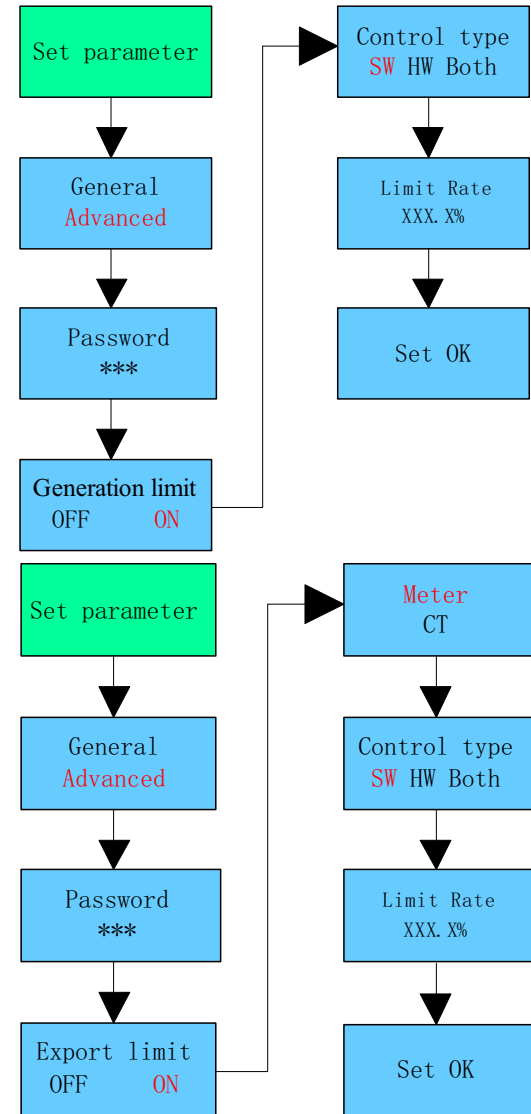 Set parameter
General
Advanced
Password
***
Generation limit
OFF ON
Control type
SW HW Both
Limit Rate
XXX.X%
Set OK
Set parameter
General
Advanced
Password
***
Export limit
OFF ON
Meter
CT
Control type
SW HW Both
Limit Rate
XXX.X%
Set OK